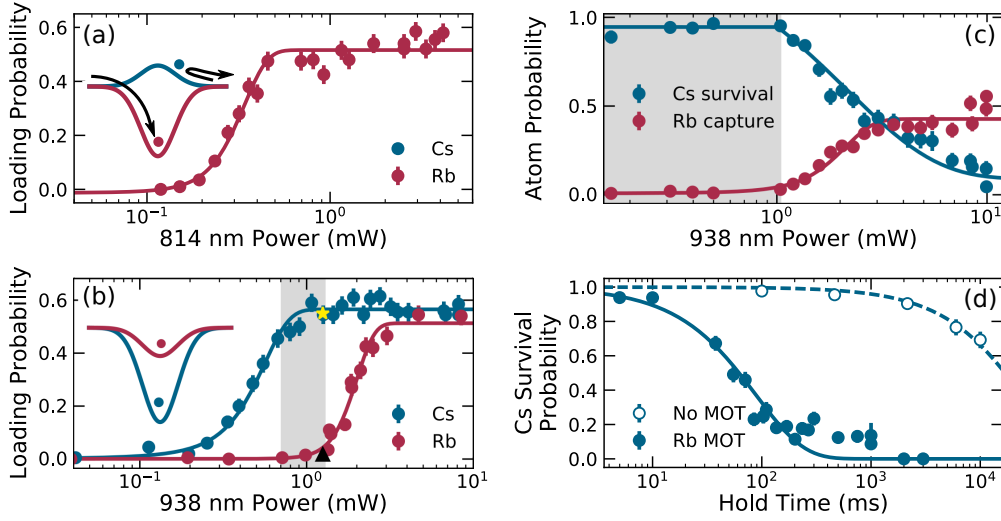 (a)
Loading Probability
0.4
0.2
0.0
Cs
Rb
10⁻¹
10⁰
814 nm Power (mW)
(c)
Atom Probability
1.0
0.5
0.0
Cs survival
Rb capture
10⁰
10¹
938 nm Power (mW)
(b)
Loading Probability
0.6
0.4
0.2
0.0
Cs
Rb
10⁻¹
10⁰
10¹
938 nm Power (mW)
(d)
Cs Survival
Probability
1.0
0.8
0.6
0.4
0.2
0.0
No MOT
Rb MOT
10¹
10²
10³
10⁴
Hold Time (ms)